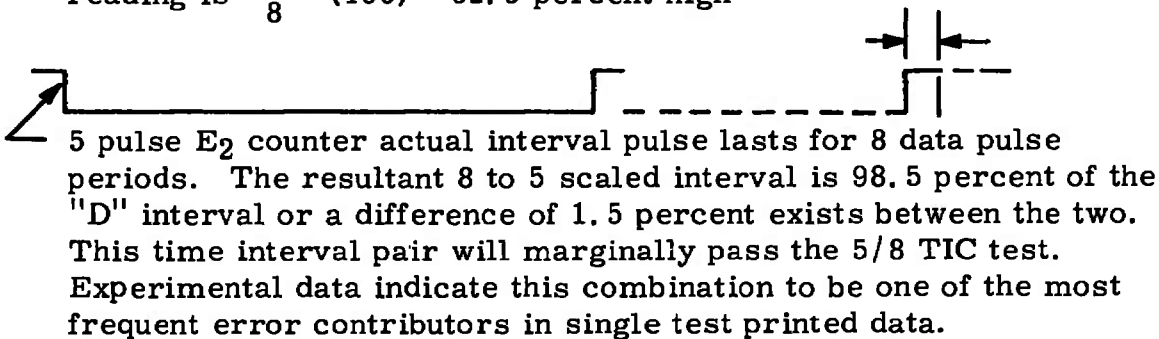 8
5 pulse E2 counter actual interval pulse lasts for 8 data pulse
periods. The resultant 8 to 5 scaled interval is 98.5 percent of the
"D" interval or a difference of 1.5 percent exists between the two.
This time interval pair will marginally pass the 5/8 TIC test.
Experimental data indicate this combination to be one of the most
frequent error contributors in single test printed data.